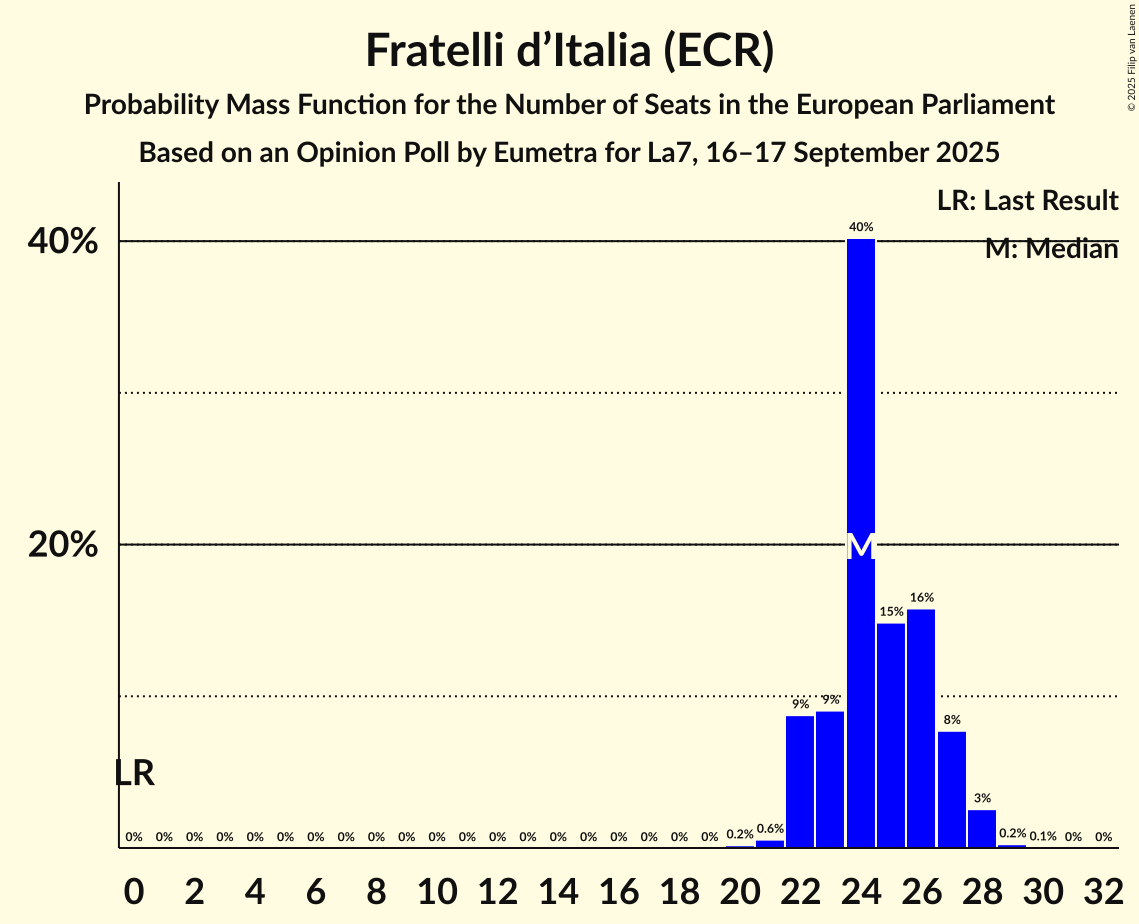 Fratelli d’Italia (ECR)
Probability Mass Function for the Number of Seats in the European Parliament
Based on an Opinion Poll by Eumetra for La7, 16–17 September 2025
© 2025 Filip van Laenen
LR: Last Result
M: Median
40%
20%
40%
M
16%
15%
9% 9%
8%
3%
LR
0% 0% 0% 0% 0% 0% 0% 0% 0% 0% 0% 0% 0% 0% 0% 0% 0% 0% 0% 0% 0.2% 0.6% 0.2% 0.1% 0% 0%
0 2 4 6 8 10 12 14 16 18 20 22 24 26 28 30 32